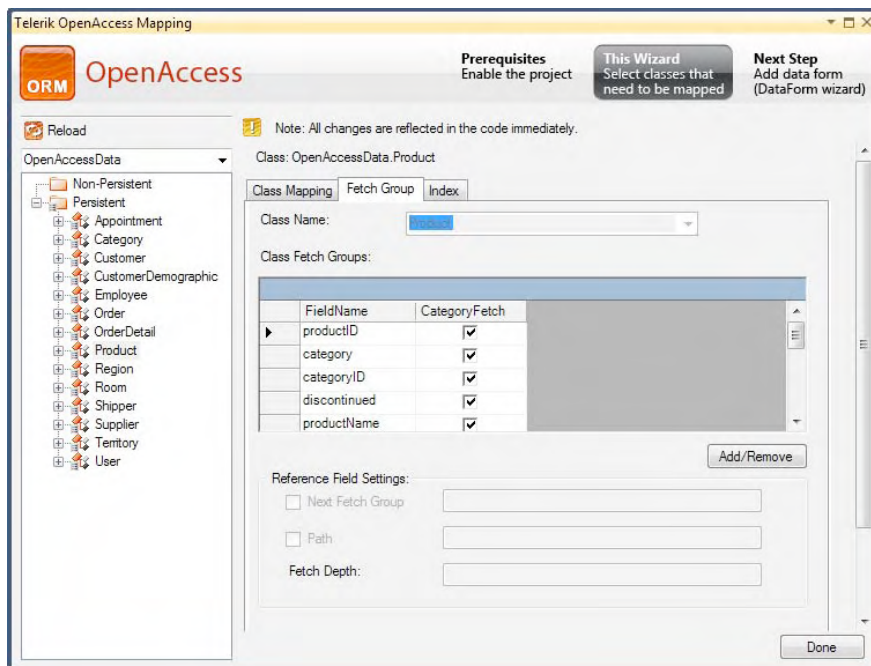 Telerik OpenAccess Mapping
ORM
OpenAccess
Prerequisites
Enable the project
This Wizard
Select classes that
need to be mapped
Next Step
Add data form
(DataForm wizard)
Reload
Note: All changes are reflected in the code immediately.
OpenAccessData
Class: OpenAccessData.Product
Non-Persistent
Persistent
Appointment
Category
Customer
CustomerDemographic
Employee
Order
OrderDetail
Product
Region
Room
Shipper
Supplier
Territory
User
Class Mapping
Fetch Group
Index
Class Name:
Product
Class Fetch Groups:
FieldName CategoryFetch
productID
category
categoryID
discontinued
productName
Add/Remove
Reference Field Settings:
Next Fetch Group
Path
Fetch Depth:
Done